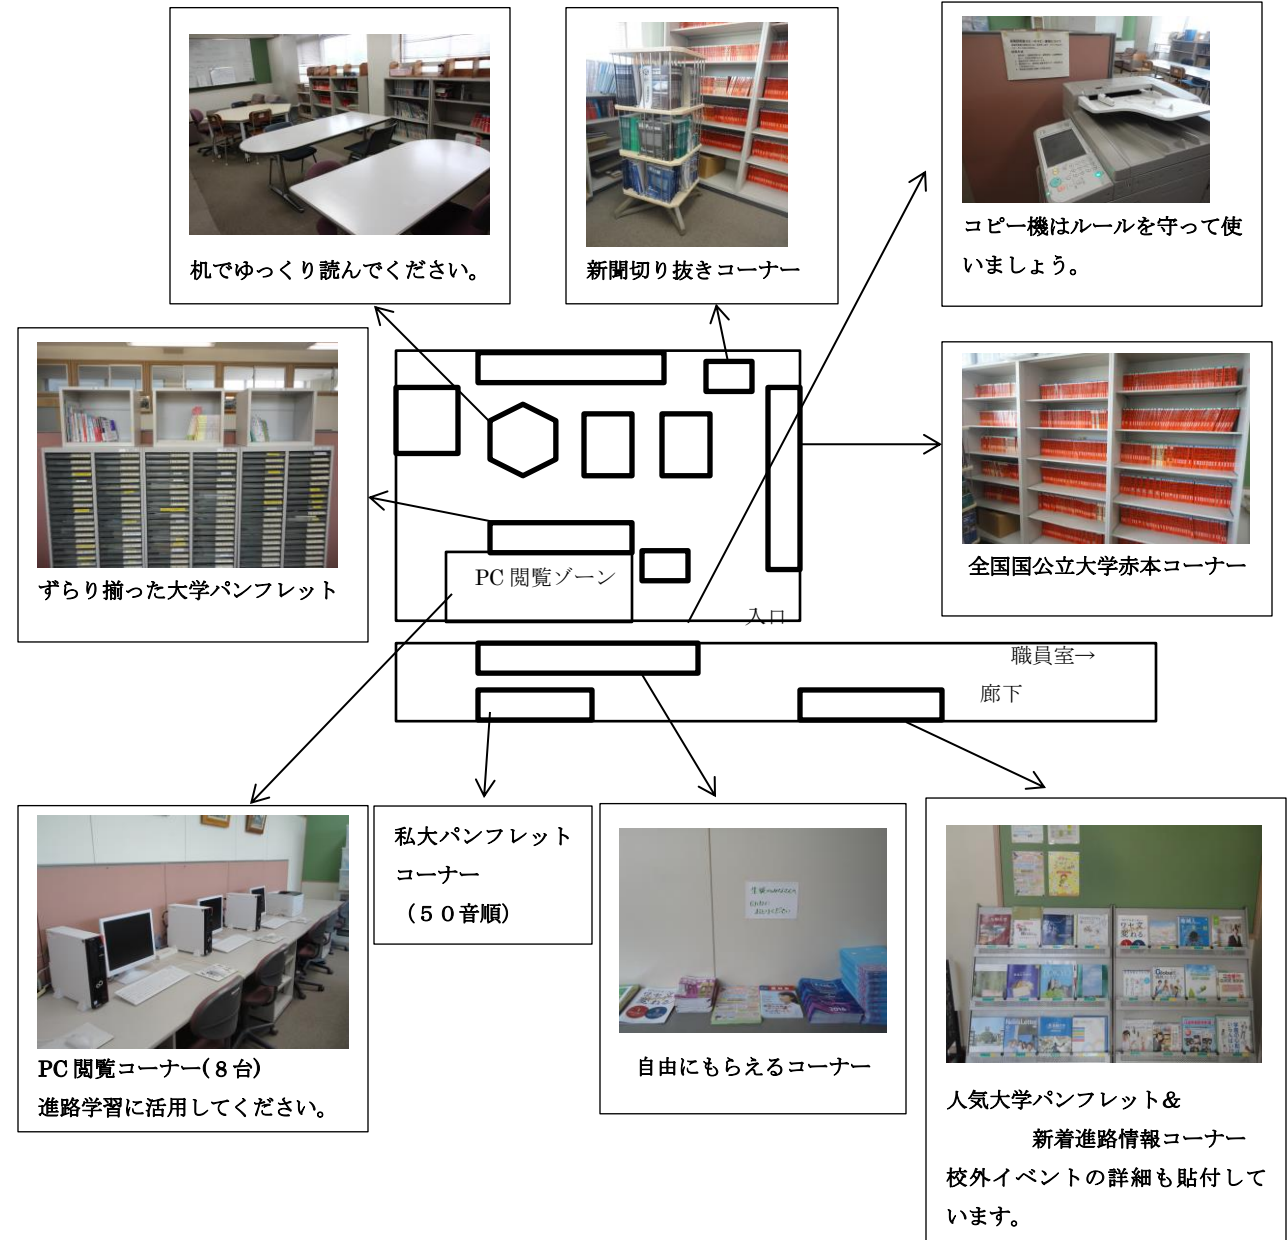 机でゆっくり読んでください。
新聞切り抜きコーナー
コピー機はルールを守って使
いましょう。
ずらり揃った大学パンフレット
全国国公立大学赤本コーナー
PC閲覧ゾーン
入口
職員室→
廊下
PC閲覧コーナー(８台)
進路学習に活用してください。
私大パンフレット
コーナー
（５０音順）
自由にもらえるコーナー
人気大学パンフレット＆
新着進路情報コーナー
校外イベントの詳細も貼付して
います。